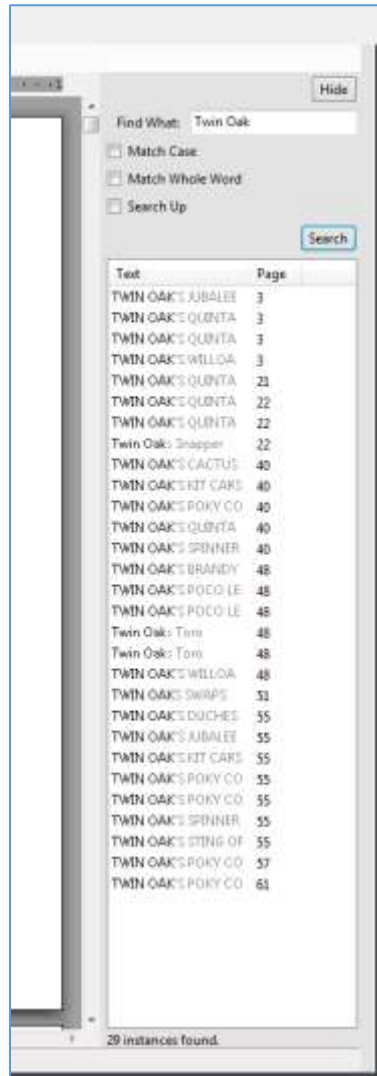 Hide
Find What: Twin Oak
Match Case
Match Whole Word
Search Up
Search
Text Page
TWIN OAK'S JUBALEE 3
TWIN OAK'S QUINTA 3
TWIN OAK'S QUINTA 3
TWIN OAK'S WILLOA 3
TWIN OAK'S QUINTA 21
TWIN OAK'S QUINTA 22
TWIN OAK'S QUINTA 22
Twin Oaks Snapper 22
TWIN OAK'S CACTUS 40
TWIN OAK'S KIT CARS 40
TWIN OAK'S POKY CO 40
TWIN OAK'S QUINTA 40
TWIN OAK'S SPINNER 40
TWIN OAK'S BRANDY 48
TWIN OAK'S POCO LE 48
TWIN OAK'S POCO LE 48
Twin Oaks Toro 48
Twin Oaks Toro 48
TWIN OAK'S WILLOA 48
TWIN OAKS SWAPS 51
TWIN OAK'S DUCHES 55
TWIN OAK'S JUBALEE 55
TWIN OAK'S KIT CARS 55
TWIN OAK'S POKY CO 55
TWIN OAK'S POKY CO 55
TWIN OAK'S SPINNER 55
TWIN OAK'S STING OF 55
TWIN OAK'S POKY CO 57
TWIN OAK'S POKY CO 61
29 instances found.